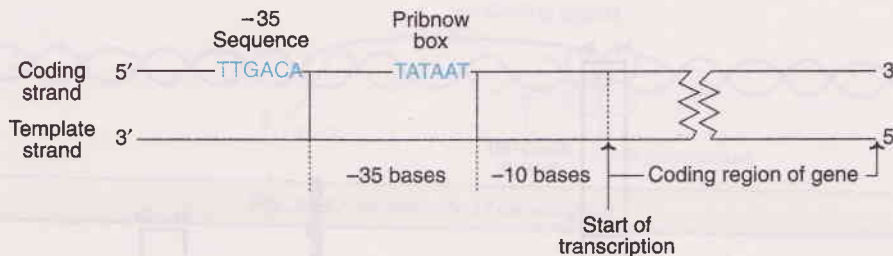 –35
Sequence
Pribnow
box
Coding
strand
5′
TTGACA
TATAAT
3
Template
strand
3′
5
–35 bases
–10 bases
Coding region of gene
Start of
transcription